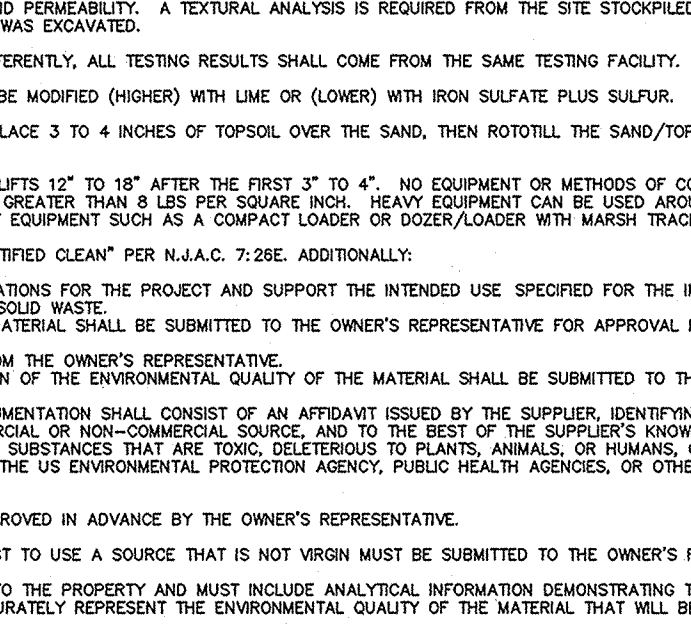 ID PERMEABILITY. A TEXTURAL ANALYSIS IS REQUIRED FROM THE SITE STOCKPILED
WAS EXCAVATED.
FERENTLY, ALL TESTING RESULTS SHALL COME FROM THE SAME TESTING FACILITY.
BE MODIFIED (HIGHER) WITH LIME OR (LOWER) WITH IRON SULFATE PLUS SULFUR.
LACE 3 TO 4 INCHES OF TOPSOIL OVER THE SAND, THEN ROTOTILL THE SAND/TOP
LIFTS 12" TO 18" AFTER THE FIRST 3" TO 4". NO EQUIPMENT OR METHODS OF CO
GREATER THAN 8 LBS PER SQUARE INCH. HEAVY EQUIPMENT CAN BE USED AROU
EQUIPMENT SUCH AS A COMPACT LOADER OR DOZER/LOADER WITH MARSH TRAC
TIFIED CLEAN" PER N.J.A.C. 7:26E. ADDITIONALLY:
ATIONS FOR THE PROJECT AND SUPPORT THE INTENDED USE SPECIFIED FOR THE
SOLID WASTE.
ATERIAL SHALL BE SUBMITTED TO THE OWNER'S REPRESENTATIVE FOR APPROVAL
OM THE OWNER'S REPRESENTATIVE.
N OF THE ENVIRONMENTAL QUALITY OF THE MATERIAL SHALL BE SUBMITTED TO TH
UMENTATION SHALL CONSIST OF AN AFFIDAVIT ISSUED BY THE SUPPLIER, IDENTIFYIN
RCIAL OR NON-COMMERCIAL SOURCE, AND TO THE BEST OF THE SUPPLIER'S KNOW
SUBSTANCES THAT ARE TOXIC, DELETERIOUS TO PLANTS, ANIMALS, OR HUMANS,
THE US ENVIRONMENTAL PROTECTION AGENCY, PUBLIC HEALTH AGENCIES, OR OTHE
ROVED IN ADVANCE BY THE OWNER'S REPRESENTATIVE.
ST TO USE A SOURCE THAT IS NOT VIRGIN MUST BE SUBMITTED TO THE OWNER'S
TO THE PROPERTY AND MUST INCLUDE ANALYTICAL INFORMATION DEMONSTRATING T
URATELY REPRESENT THE ENVIRONMENTAL QUALITY OF THE MATERIAL THAT WILL BE